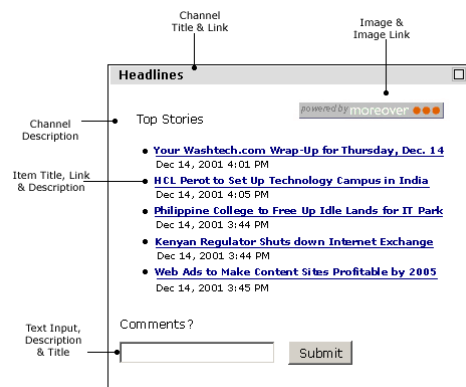 Channel
Title & Link
Image &
Image Link
Headlines
powered by moreover
Channel
Description
Top Stories
Your Washtech.com Wrap-Up for Thursday, Dec. 14
Dec 14, 2001 4:01 PM
Item Title, Link
& Description
HCL Perot to Set Up Technology Campus in India
Dec 14, 2001 4:05 PM
Philippine College to Free Up Idle Lands for IT Park
Dec 14, 2001 3:44 PM
Kenyan Regulator Shuts down Internet Exchange
Dec 14, 2001 3:44 PM
Web Ads to Make Content Sites Profitable by 2005
Dec 14, 2001 3:45 PM
Text Input,
Description
& Title
Comments?
Submit